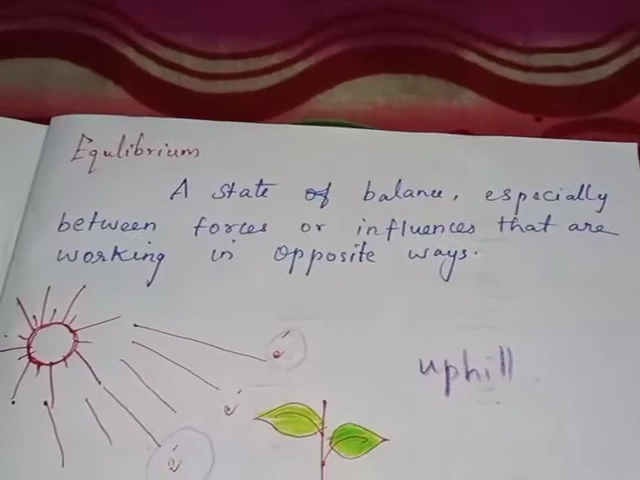 Equlibrium
A state of balance, especially
between forces or influences that are
working in opposite ways.
uphill
e⁻
e⁻
e⁻